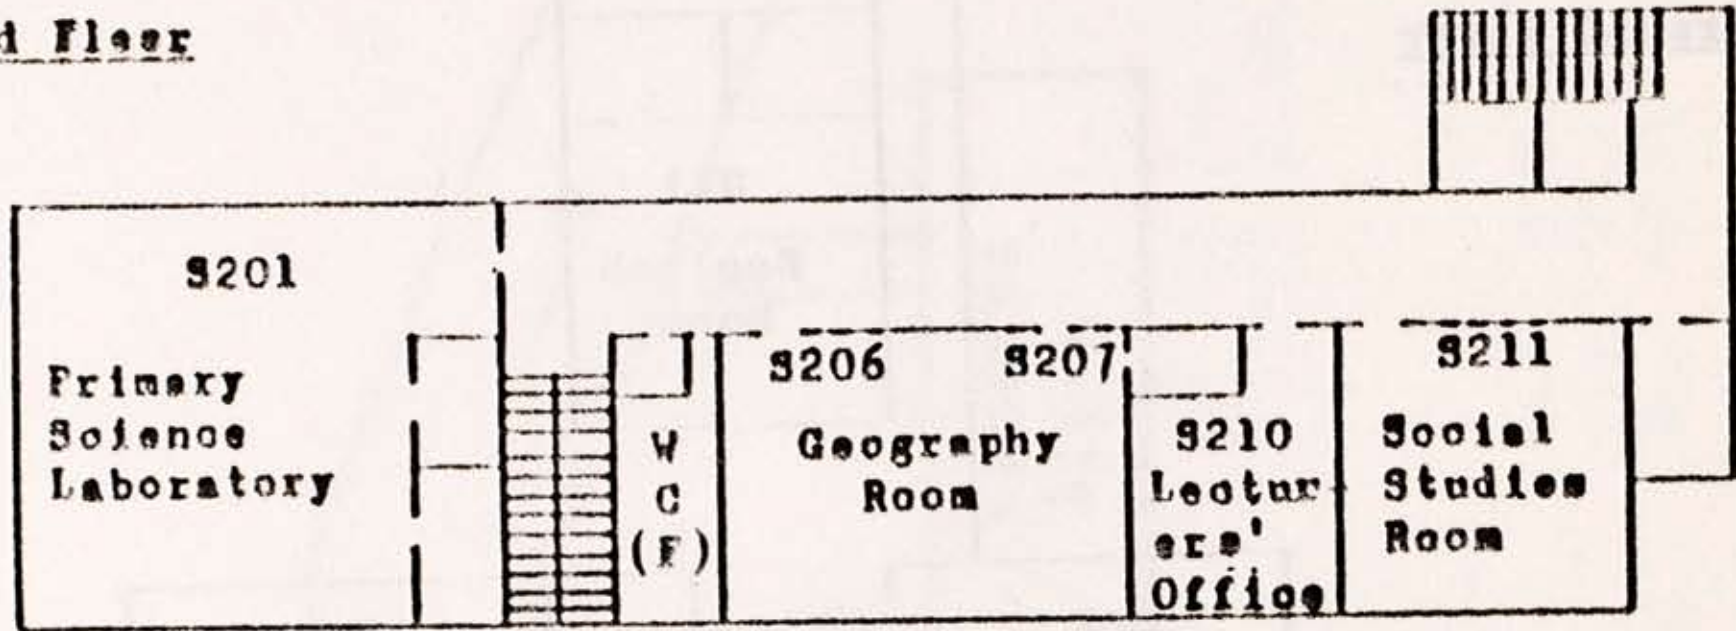 d Floor
S201
Primary
Science
Laboratory
W
C
(F)
S206 S207
Geography
Room
S210
Lectur
ers'
Office
S211
Social
Studies
Room